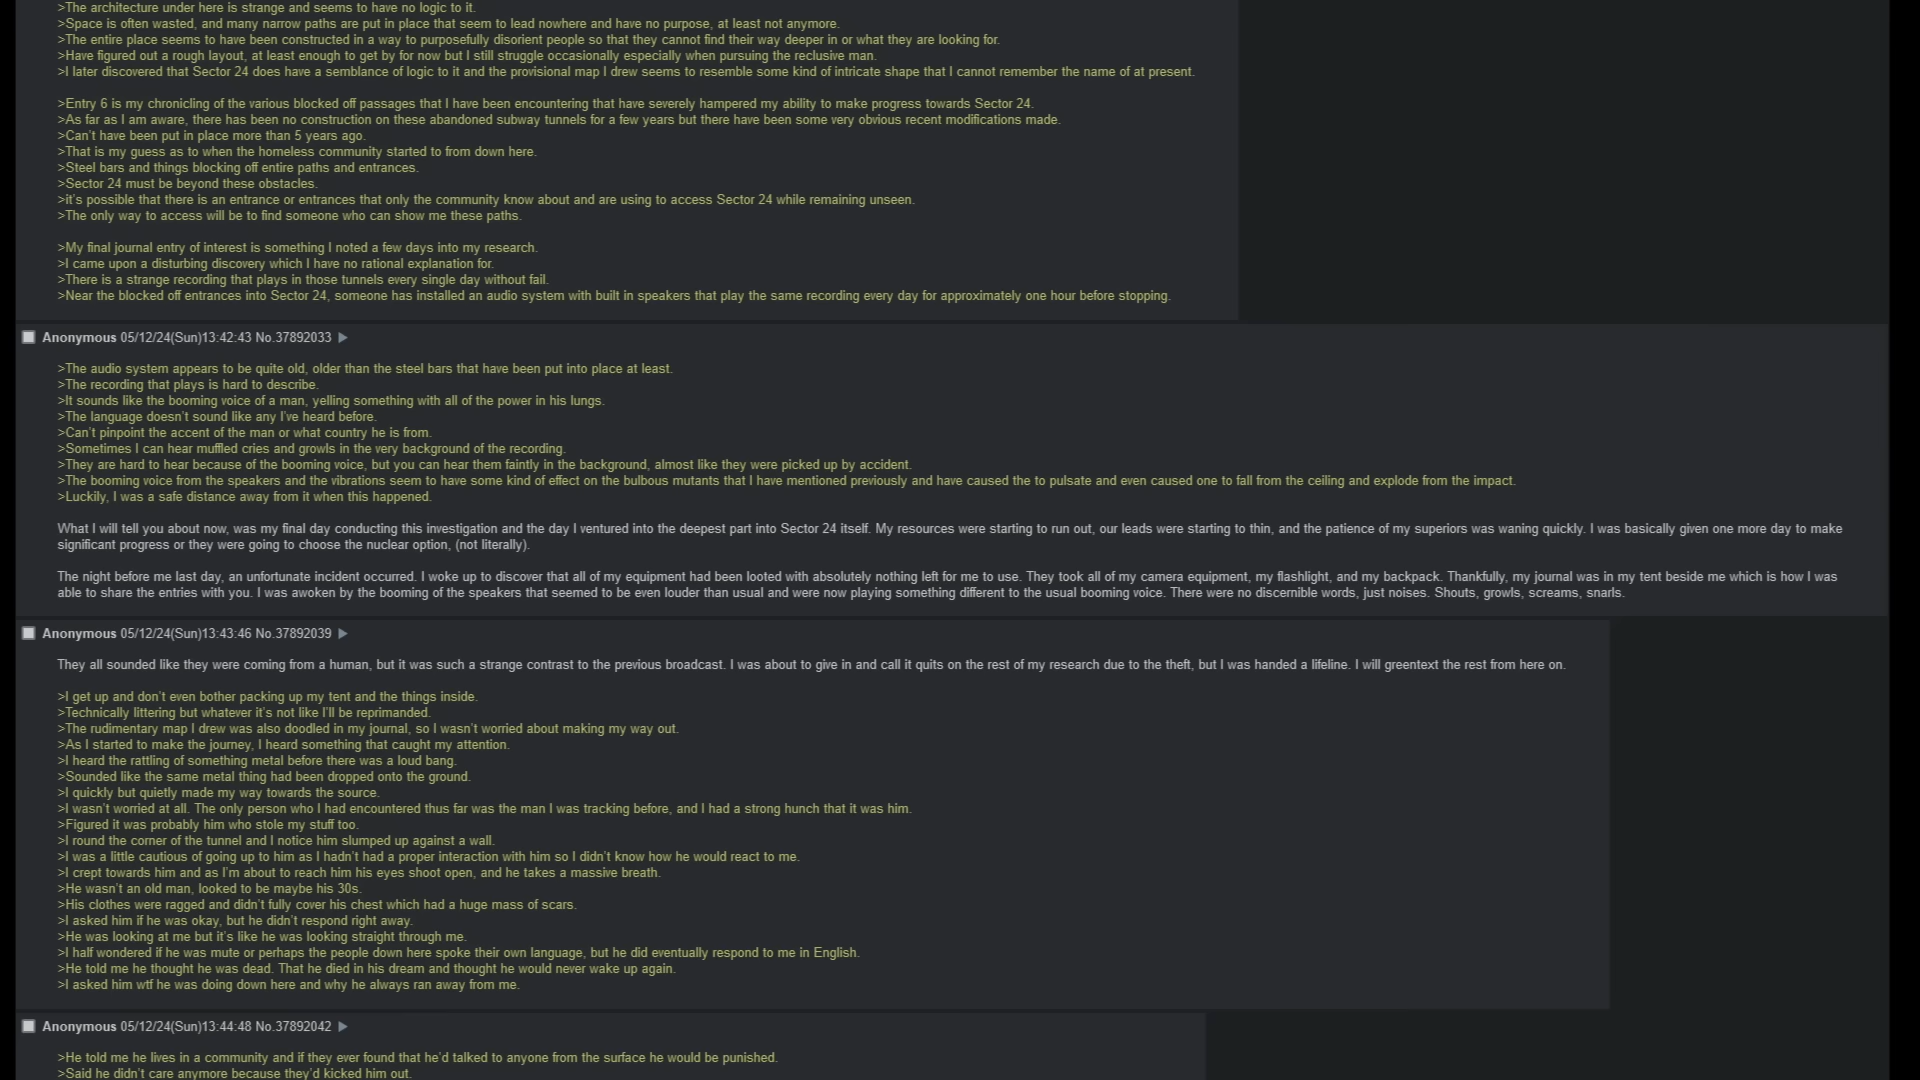 >The architecture under here is strange and seems to have no logic to it.
>Space is often wasted, and many narrow paths are put in place that seem to lead nowhere and have no purpose, at least not anymore.
>The entire place seems to have been constructed in a way to purposefully disorient people so that they cannot find their way deeper in or what they are looking for.
>Have figured out a rough layout, at least enough to get by for now but I still struggle occasionally especially when pursuing the reclusive man.
>I later discovered that Sector 24 does have a semblance of logic to it and the provisional map I drew seems to resemble some kind of intricate shape that I cannot remember the name of at present.
>Entry 6 is my chronicling of the various blocked off passages that I have been encountering that have severely hampered my ability to make progress towards Sector 24.
>As far as I am aware, there has been no construction on these abandoned subway tunnels for a few years but there have been some very obvious recent modifications made.
>Can't have been put in place more than 5 years ago.
>That is my guess as to when the homeless community started to from down here.
>Steel bars and things blocking off entire paths and entrances.
>Sector 24 must be beyond these obstacles.
>it's possible that there is an entrance or entrances that only the community know about and are using to access Sector 24 while remaining unseen.
>The only way to access will be to find someone who can show me these paths.
>My final journal entry of interest is something I noted a few days into my research.
>I came upon a disturbing discovery which I have no rational explanation for.
>There is a strange recording that plays in those tunnels every single day without fail.
>Near the blocked off entrances into Sector 24, someone has installed an audio system with built in speakers that play the same recording every day for approximately one hour before stopping.
Anonymous 05/12/24(Sun)13:42:43 No.37892033 ▶
>The audio system appears to be quite old, older than the steel bars that have been put into place at least.
>The recording that plays is hard to describe.
>It sounds like the booming voice of a man, yelling something with all of the power in his lungs.
>The language doesn't sound like any I've heard before.
>Can't pinpoint the accent of the man or what country he is from.
>Sometimes I can hear muffled cries and growls in the very background of the recording.
>They are hard to hear because of the booming voice, but you can hear them faintly in the background, almost like they were picked up by accident.
>The booming voice from the speakers and the vibrations seem to have some kind of effect on the bulbous mutants that I have mentioned previously and have caused the to pulsate and even caused one to fall from the ceiling and explode from the impact.
>Luckily, I was a safe distance away from it when this happened.
What I will tell you about now, was my final day conducting this investigation and the day I ventured into the deepest part into Sector 24 itself. My resources were starting to run out, our leads were starting to thin, and the patience of my superiors was waning quickly. I was basically given one more day to make
significant progress or they were going to choose the nuclear option, (not literally).
The night before me last day, an unfortunate incident occurred. I woke up to discover that all of my equipment had been looted with absolutely nothing left for me to use. They took all of my camera equipment, my flashlight, and my backpack. Thankfully, my journal was in my tent beside me which is how I was
able to share the entries with you. I was awoken by the booming of the speakers that seemed to be even louder than usual and were now playing something different to the usual booming voice. There were no discernible words, just noises. Shouts, growls, screams, snarls.
Anonymous 05/12/24(Sun)13:43:46 No.37892039 ▶
They all sounded like they were coming from a human, but it was such a strange contrast to the previous broadcast. I was about to give in and call it quits on the rest of my research due to the theft, but I was handed a lifeline. I will greentext the rest from here on.
>I get up and don't even bother packing up my tent and the things inside.
>Technically littering but whatever it's not like I'll be reprimanded.
>The rudimentary map I drew was also doodled in my journal, so I wasn't worried about making my way out.
>As I started to make the journey, I heard something that caught my attention.
>I heard the rattling of something metal before there was a loud bang.
>Sounded like the same metal thing had been dropped onto the ground.
>I quickly but quietly made my way towards the source.
>I wasn't worried at all. The only person who I had encountered thus far was the man I was tracking before, and I had a strong hunch that it was him.
>Figured it was probably him who stole my stuff too.
>I round the corner of the tunnel and I notice him slumped up against a wall.
>I was a little cautious of going up to him as I hadn't had a proper interaction with him so I didn't know how he would react to me.
>I crept towards him and as I'm about to reach him his eyes shoot open, and he takes a massive breath.
>He wasn't an old man, looked to be maybe his 30s.
>His clothes were ragged and didn't fully cover his chest which had a huge mass of scars.
>I asked him if he was okay, but he didn't respond right away.
>He was looking at me but it's like he was looking straight through me.
>I half wondered if he was mute or perhaps the people down here spoke their own language, but he did eventually respond to me in English.
>He told me he thought he was dead. That he died in his dream and thought he would never wake up again.
>I asked him wtf he was doing down here and why he always ran away from me.
Anonymous 05/12/24(Sun)13:44:48 No.37892042 ▶
>He told me he lives in a community and if they ever found that he'd talked to anyone from the surface he would be punished.
>Said he didn't care anymore because they'd kicked him out.